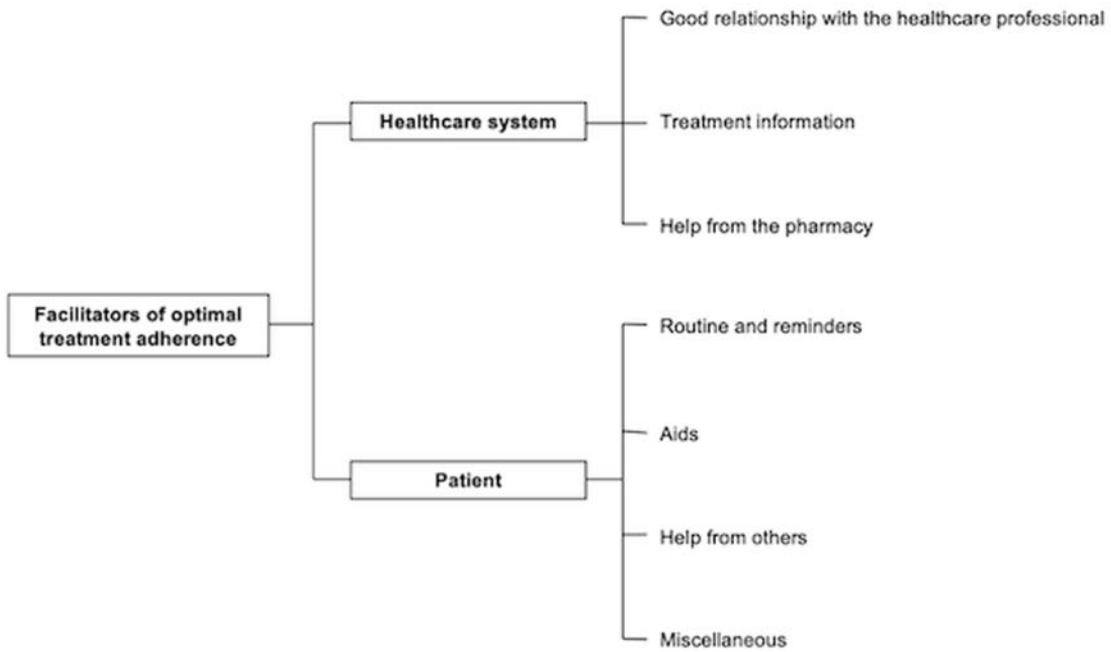 Good relationship with the healthcare professional
Healthcare system
Treatment information
Help from the pharmacy
Facilitators of optimal
treatment adherence
Routine and reminders
Aids
Patient
Help from others
Miscellaneous